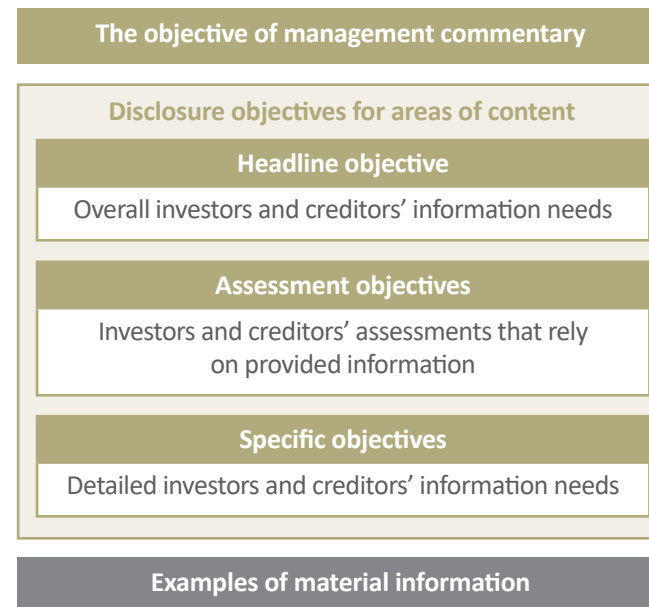 The objective of management commentary
Disclosure objectives for areas of content
Headline objective
Overall investors and creditors’ information needs
Assessment objectives
Investors and creditors’ assessments that rely
on provided information
Specific objectives
Detailed investors and creditors’ information needs
Examples of material information